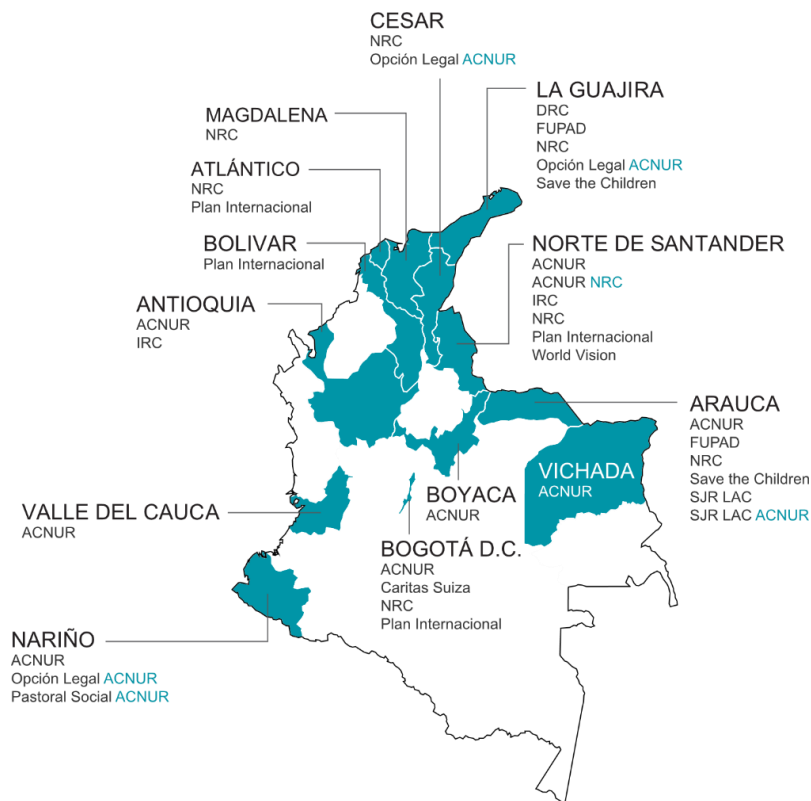 CESAR
NRC
Opción Legal ACNUR
LA GUAJIRA
DRC
FUPAD
NRC
Opción Legal ACNUR
Save the Children
MAGDALENA
NRC
ATLÁNTICO
NRC
Plan Internacional
BOLIVAR
Plan Internacional
NORTE DE SANTANDER
ACNUR
ACNUR NRC
IRC
NRC
Plan Internacional
World Vision
ANTIOQUIA
ACNUR
IRC
ARAUCA
ACNUR
FUPAD
NRC
Save the Children
SJR LAC
SJR LAC ACNUR
VICHADA
ACNUR
BOYACA
ACNUR
VALLE DEL CAUCA
ACNUR
BOGOTÁ D.C.
ACNUR
Caritas Suiza
NRC
Plan Internacional
NARIÑO
ACNUR
Opción Legal ACNUR
Pastoral Social ACNUR